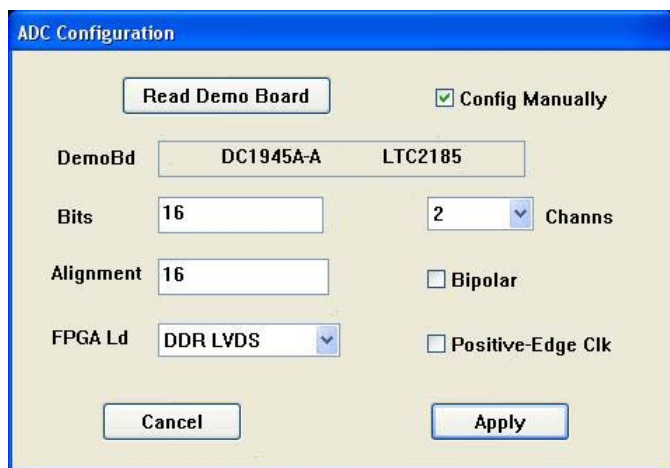 ADC Configuration
Read Demo Board
Config Manually
DemoBd DC1945A-A LTC2185
Bits 16 2 Channs
Alignment 16 Bipolar
FPGA Ld DDR LVDS Positive-Edge Clk
Cancel Apply